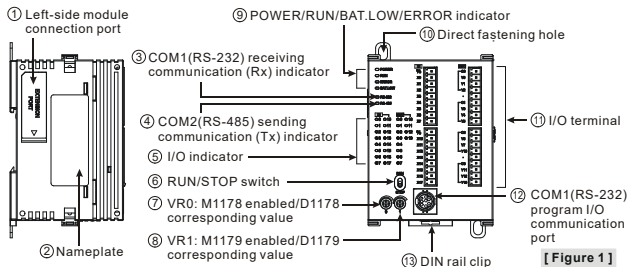 ① Left-side module
connection port
EXTENSION
PORT
② Nameplate
③ COM1(RS-232) receiving
communication (Rx) indicator
④ COM2(RS-485) sending
communication (Tx) indicator
⑤ I/O indicator
⑥ RUN/STOP switch
⑦ VR0: M1178 enabled/D1178
corresponding value
⑧ VR1: M1179 enabled/D1179
corresponding value
⑨ POWER/RUN/BAT.LOW/ERROR indicator
⑩ Direct fastening hole
⑪ I/O terminal
⑫ COM1(RS-232)
program I/O
communication
port
⑬ DIN rail clip
[ Figure 1 ]